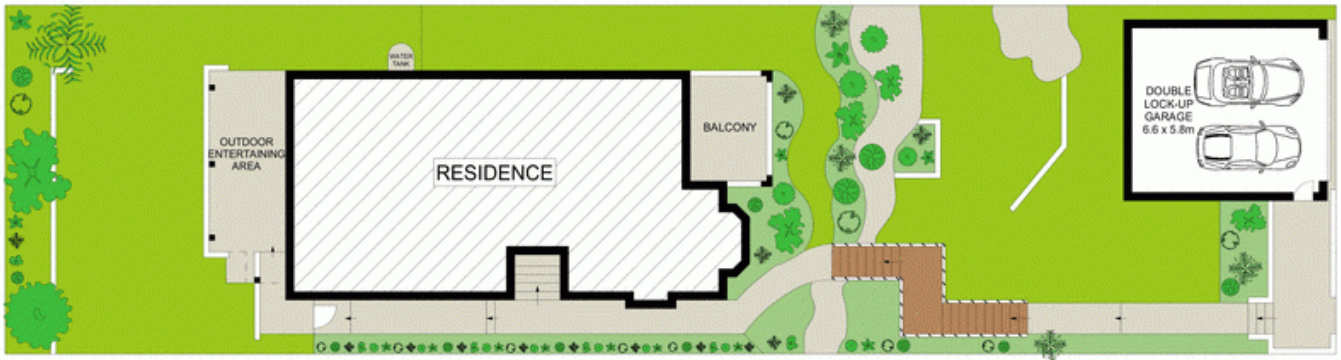 WATER
TANK
OUTDOOR
ENTERTAINING
AREA
RESIDENCE
BALCONY
DOUBLE
LOCK-UP
GARAGE
6.6 x 5.8m